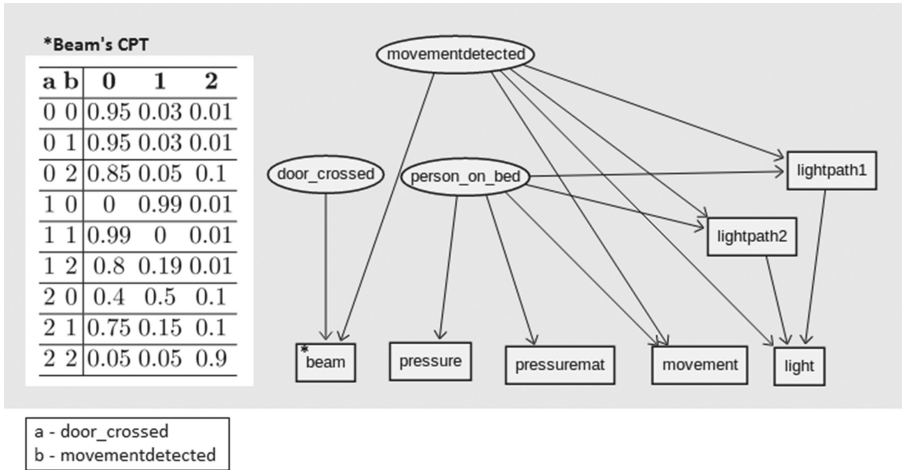 *Beam's CPT
a b 0 1 2
0 0 0.95 0.03 0.01
0 1 0.95 0.03 0.01
0 2 0.85 0.05 0.1
1 0 0 0.99 0.01
1 1 0.99 0 0.01
1 2 0.8 0.19 0.01
2 0 0.4 0.5 0.1
2 1 0.75 0.15 0.1
2 2 0.05 0.05 0.9
movementdetected
door_crossed
person_on_bed
lightpath1
lightpath2
*
beam
pressure
pressuremat
movement
light
a - door_crossed
b - movementdetected